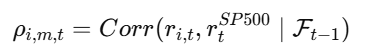 ρ_{i,m,t} = Corr(r_{i,t}, r_t^{SP500} | 𝓕_{t−1})